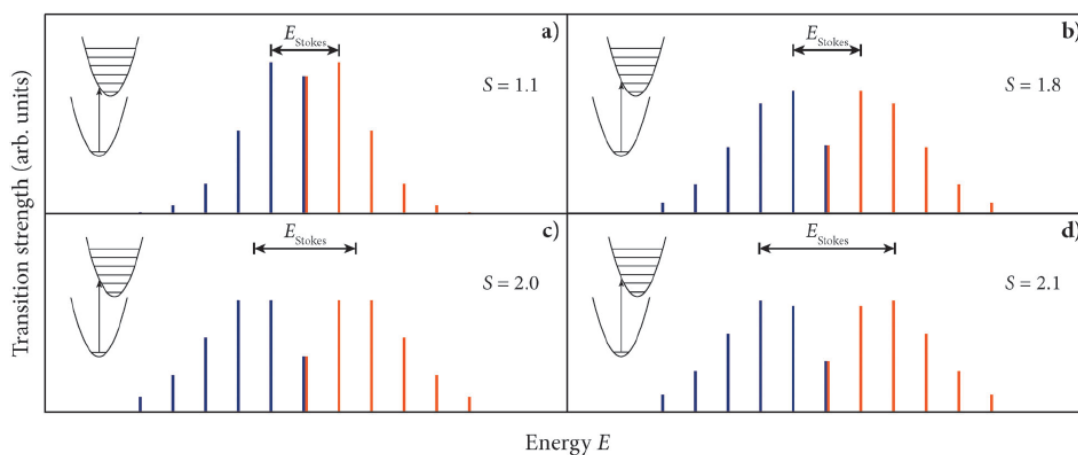 Transition strength (arb. units)
a)
E_Stokes
S = 1.1
b)
E_Stokes
S = 1.8
c)
E_Stokes
S = 2.0
d)
E_Stokes
S = 2.1
Energy E